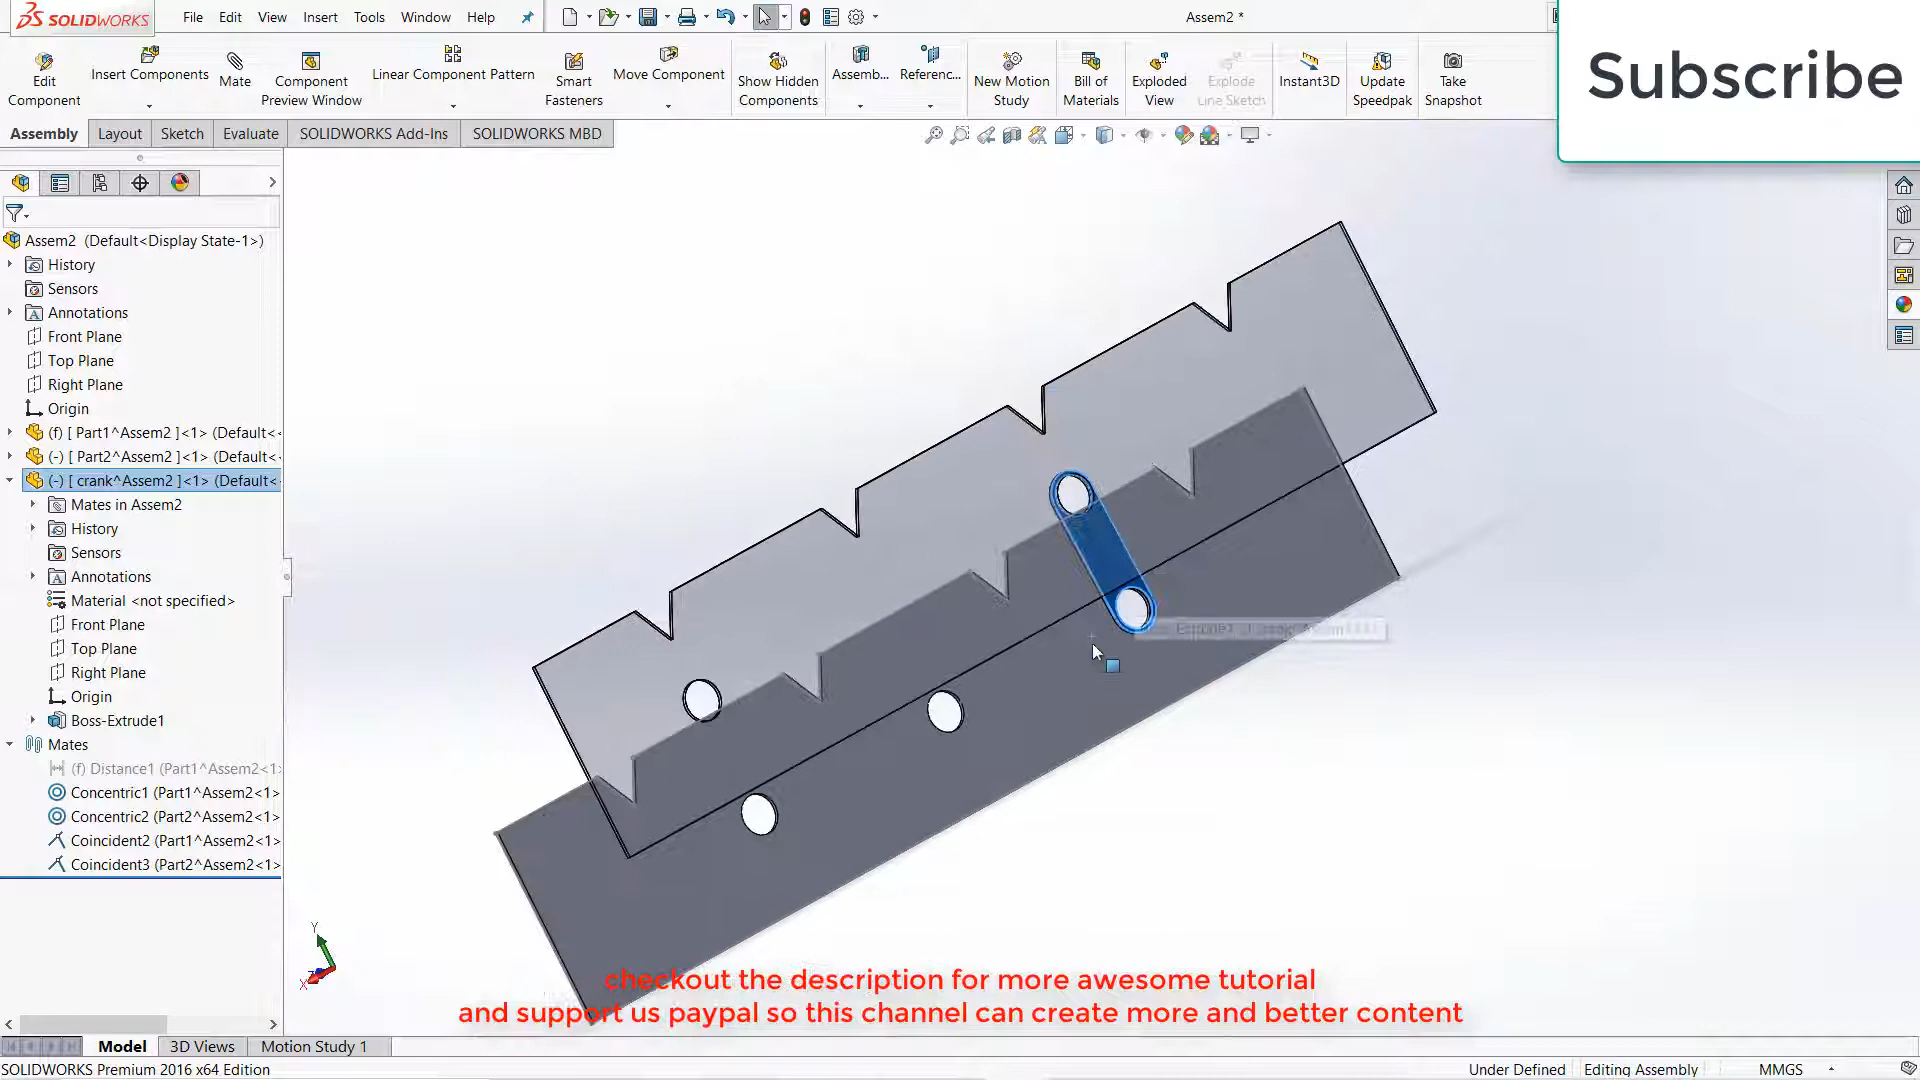 SOLIDWORKS
File Edit View Insert Tools Window Help
Assem2 *
Subscribe
Edit Component
Insert Components
Mate
Component Preview Window
Linear Component Pattern
Smart Fasteners
Move Component
Show Hidden Components
Assemb...
Referenc...
New Motion Study
Bill of Materials
Exploded View
Explode Line Sketch
Instant3D
Update Speedpak
Take Snapshot
Assembly Layout Sketch Evaluate SOLIDWORKS Add-Ins SOLIDWORKS MBD
Assem2 (Default<Display State-1>)
History
Sensors
Annotations
Front Plane
Top Plane
Right Plane
Origin
(f) [ Part1^Assem2 ]<1> (Default<
(-) [ Part2^Assem2 ]<1> (Default<
(-) [ crank^Assem2 ]<1> (Default<
Mates in Assem2
History
Sensors
Annotations
Material <not specified>
Front Plane
Top Plane
Right Plane
Origin
Boss-Extrude1
Mates
(f) Distance1 (Part1^Assem2<1>
Concentric1 (Part1^Assem2<1>
Concentric2 (Part2^Assem2<1>
Coincident2 (Part1^Assem2<1>
Coincident3 (Part2^Assem2<1>
Y
X
Z
checkout the description for more awesome tutorial
and support us paypal so this channel can create more and better content
Model 3D Views Motion Study 1
SOLIDWORKS Premium 2016 x64 Edition
Under Defined Editing Assembly MMGS